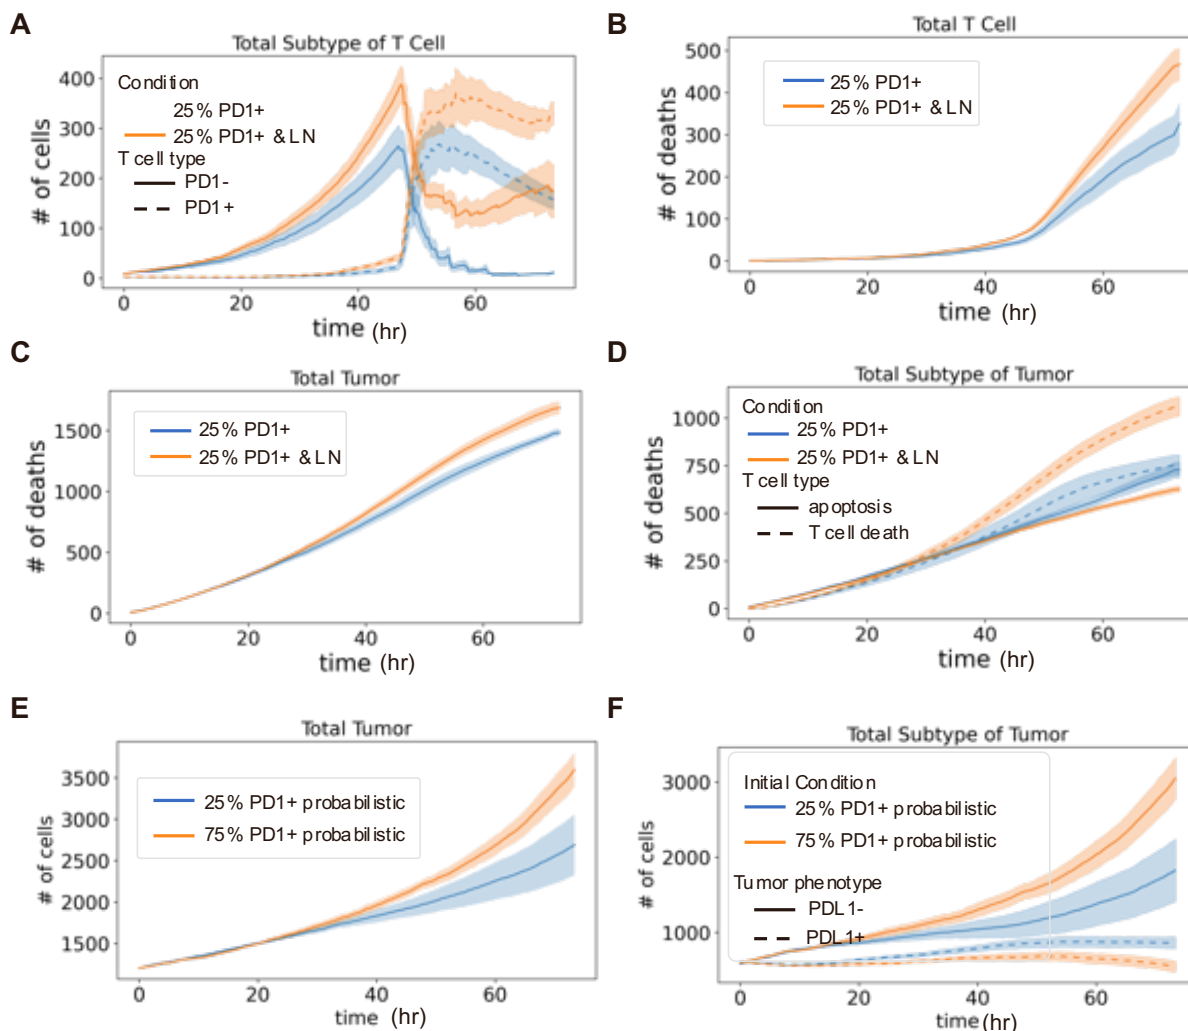 A
Total Subtype of T Cell
# of cells
400
300
200
100
0
Condition
25% PD1+
25% PD1+ & LN
T cell type
PD1-
PD1+
0 20 40 60
time (hr)
B
Total T Cell
# of deaths
500
400
300
200
100
0
25% PD1+
25% PD1+ & LN
0 20 40 60
time (hr)
C
Total Tumor
# of deaths
1500
1000
500
0
25% PD1+
25% PD1+ & LN
0 20 40 60
time (hr)
D
Total Subtype of Tumor
# of deaths
1000
750
500
250
0
Condition
25% PD1+
25% PD1+ & LN
T cell type
apoptosis
T cell death
0 20 40 60
time (hr)
E
Total Tumor
# of cells
3500
3000
2500
2000
1500
25% PD1+ probabilistic
75% PD1+ probabilistic
0 20 40 60
time (hr)
F
Total Subtype of Tumor
# of cells
3000
2000
1000
Initial Condition
25% PD1+ probabilistic
75% PD1+ probabilistic
Tumor phenotype
PDL1-
PDL1+
0 20 40 60
time (hr)